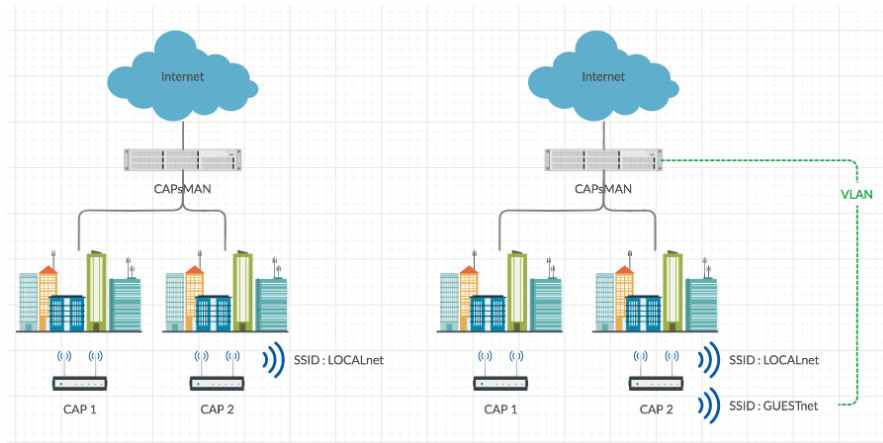 Internet
CAPsMAN
SSID : LOCALnet
CAP 1
CAP 2
Internet
CAPsMAN
VLAN
SSID : LOCALnet
CAP 1
CAP 2
SSID : GUESTnet